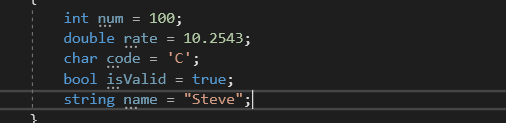 {
int num = 100;
double rate = 10.2543;
char code = 'C';
bool isValid = true;
string name = "Steve";
}